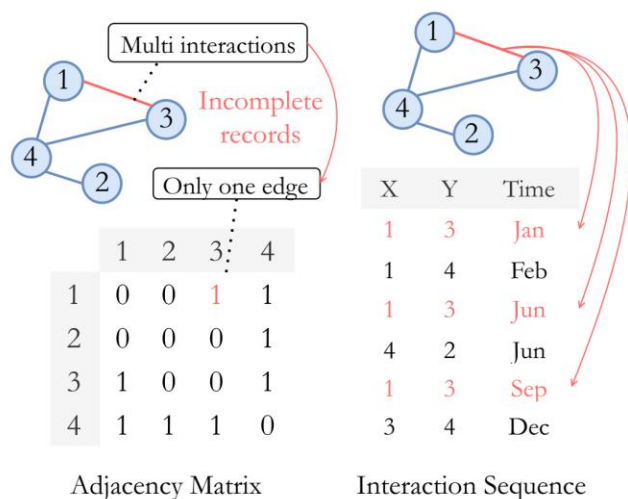 Multi interactions
1
3
4
2
Incomplete
records
Only one edge
1 2 3 4
1 0 0 1 1
2 0 0 0 1
3 1 0 0 1
4 1 1 1 0
Adjacency Matrix
1
3
4
2
X Y Time
1 3 Jan
1 4 Feb
1 3 Jun
4 2 Jun
1 3 Sep
3 4 Dec
Interaction Sequence